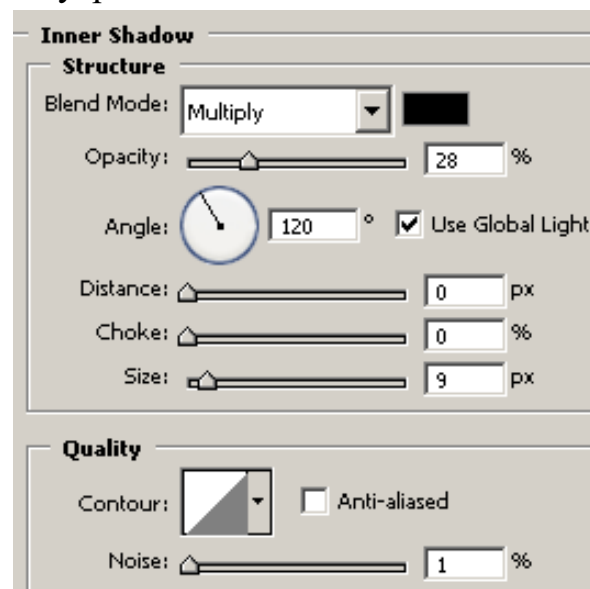 Inner Shadow
Structure
Blend Mode: Multiply
Opacity: 28 %
Angle: 120 ° Use Global Light
Distance: 0 px
Choke: 0 %
Size: 9 px
Quality
Contour: Anti-aliased
Noise: 1 %